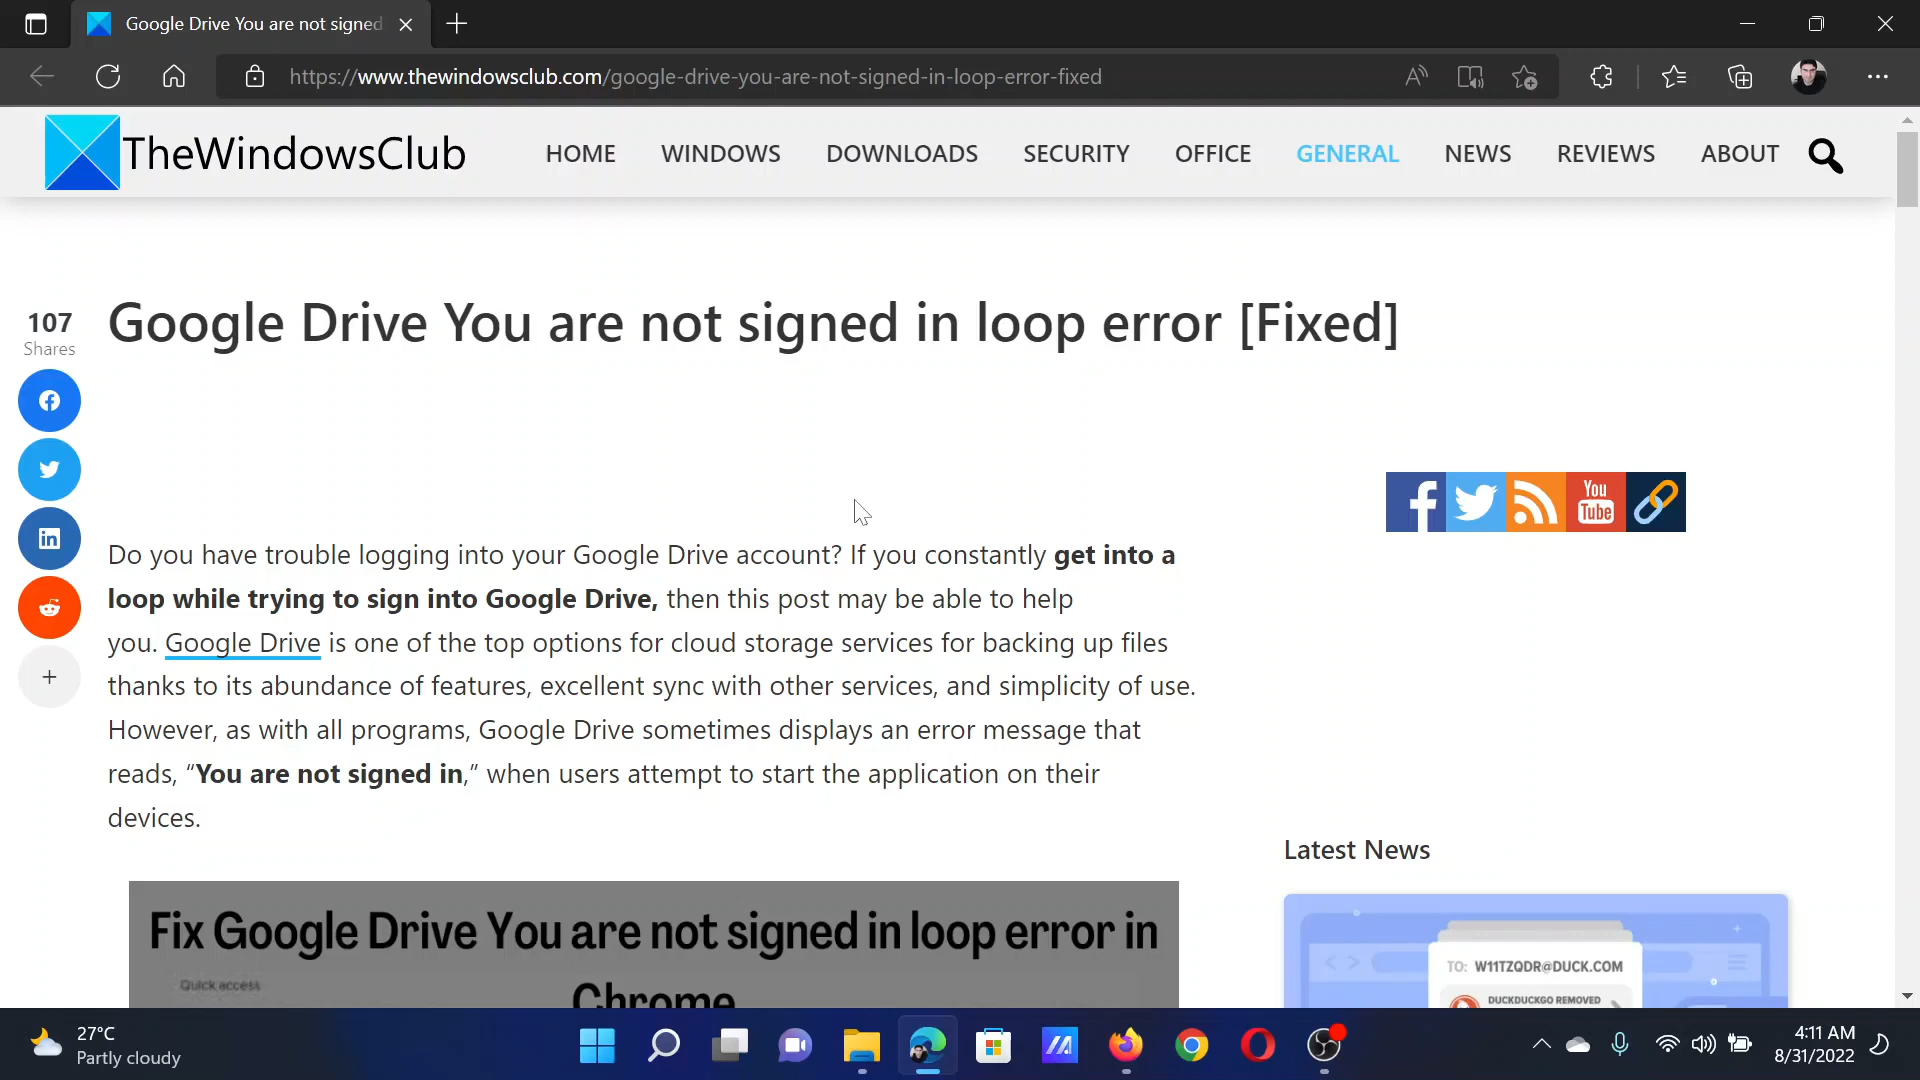 Google Drive You are not signed
https://www.thewindowsclub.com/google-drive-you-are-not-signed-in-loop-error-fixed
TheWindowsClub
HOME WINDOWS DOWNLOADS SECURITY OFFICE GENERAL NEWS REVIEWS ABOUT
107
Shares
Google Drive You are not signed in loop error [Fixed]
You
Tube
Do you have trouble logging into your Google Drive account? If you constantly get into a
loop while trying to sign into Google Drive, then this post may be able to help
you. Google Drive is one of the top options for cloud storage services for backing up files
thanks to its abundance of features, excellent sync with other services, and simplicity of use.
However, as with all programs, Google Drive sometimes displays an error message that
reads, “You are not signed in,” when users attempt to start the application on their
devices.
Latest News
Fix Google Drive You are not signed in loop error in
Quick access
Chrome
TO: W11TZQDR@DUCK.COM
DUCKDUCKGO REMOVED
27°C
Partly cloudy
4:11 AM
8/31/2022